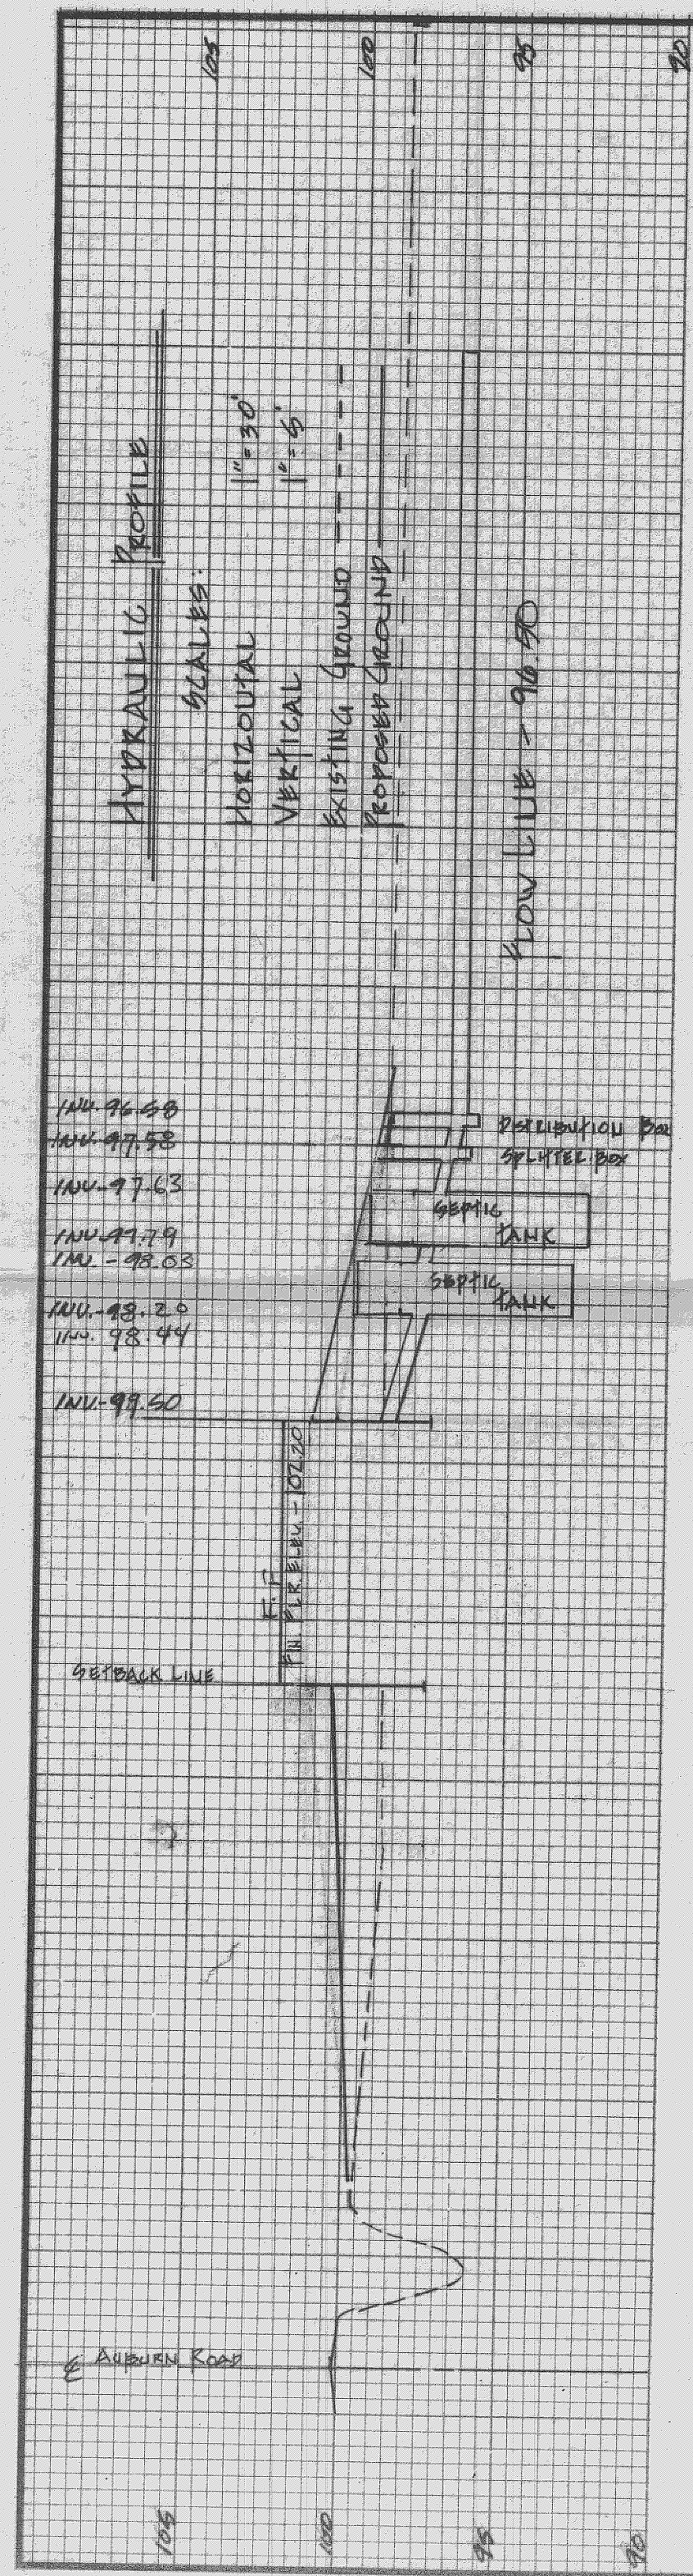 105
100
95
90
HYDRAULIC PROFILE
SCALES:
HORIZONTAL 1" = 30'
VERTICAL 1" = 5'
EXISTING GROUND
PROPOSED GROUND
FLOW LINE - 96.50
INV. 96.58
INV. 97.58
INV. - 97.63
INV. - 97.79
INV. - 98.03
INV. - 98.20
INV. 98.44
INV. - 99.50
DISTRIBUTION BOX
SPLITTER BOX
SEPTIC
TANK
SEPTIC
TANK
F.F.
FIN. FLR. ELEV. - 102.20
SETBACK LINE
℄ AUBURN ROAD
105
100
95
90